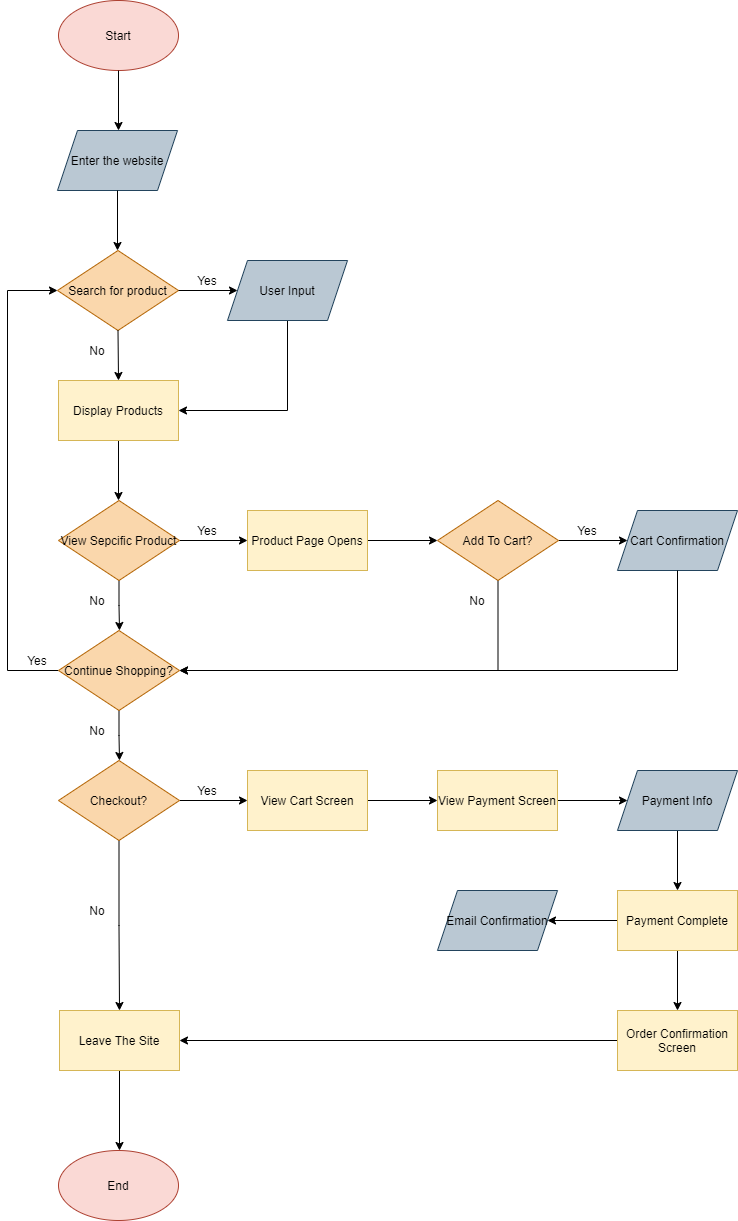 Start
Enter the website
Search for product
Yes
User Input
No
Display Products
View Sepcific Product
Yes
Product Page Opens
Add To Cart?
Yes
Cart Confirmation
No
No
Yes
Continue Shopping?
No
Checkout?
Yes
View Cart Screen
View Payment Screen
Payment Info
No
Email Confirmation
Payment Complete
Leave The Site
Order Confirmation
Screen
End